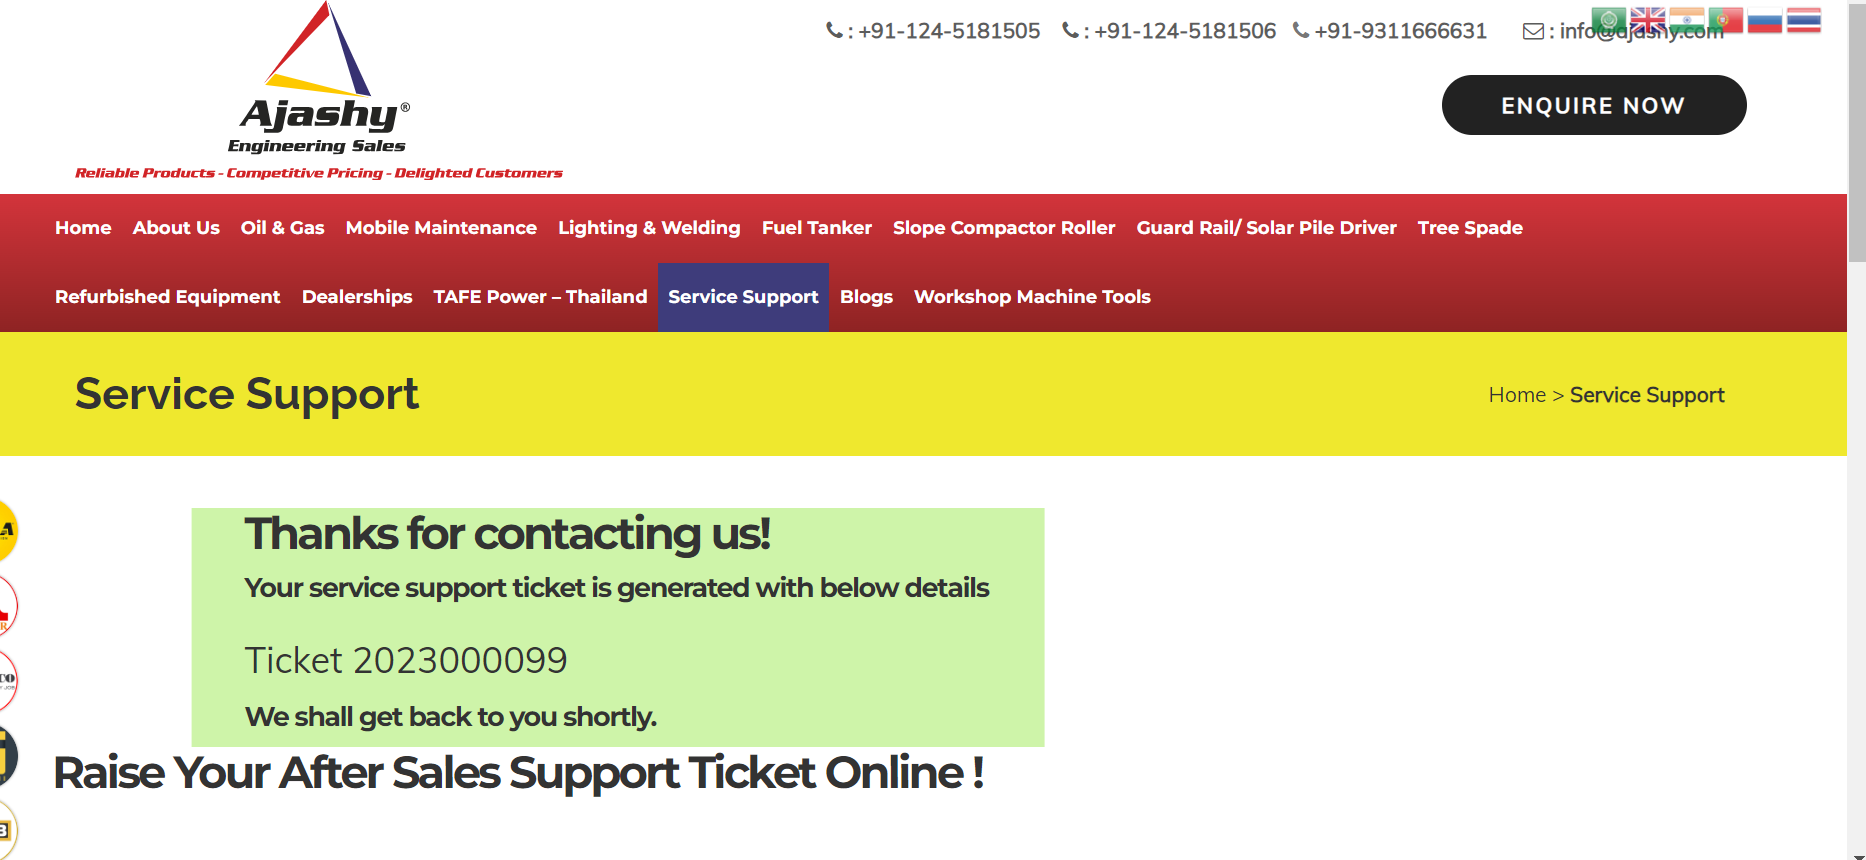 Ajashy®
Engineering Sales
Reliable Products - Competitive Pricing - Delighted Customers
: +91-124-5181505 : +91-124-5181506 +91-9311666631 : info@ajashy.com
ENQUIRE NOW
Home About Us Oil & Gas Mobile Maintenance Lighting & Welding Fuel Tanker Slope Compactor Roller Guard Rail/ Solar Pile Driver Tree Spade
Refurbished Equipment Dealerships TAFE Power – Thailand Service Support Blogs Workshop Machine Tools
Service Support
Home > Service Support
Thanks for contacting us!
Your service support ticket is generated with below details
Ticket 2023000099
We shall get back to you shortly.
Raise Your After Sales Support Ticket Online !